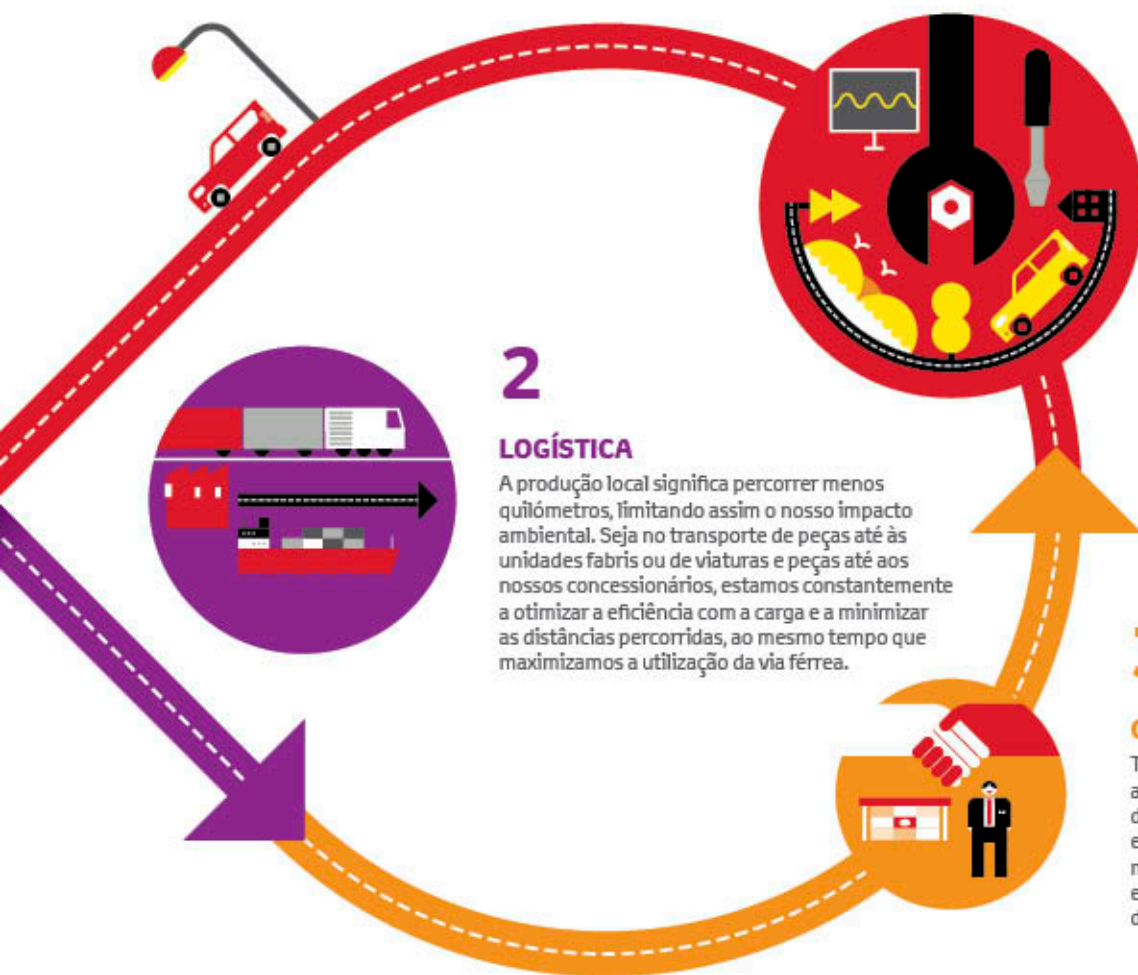 2
LOGÍSTICA
A produção local significa percorrer menos
quilómetros, limitando assim o nosso impacto
ambiental. Seja no transporte de peças até às
unidades fabris ou de viaturas e peças até aos
nossos concessionários, estamos constantemente
a otimizar a eficiência com a carga e a minimizar
as distâncias percorridas, ao mesmo tempo que
maximizamos a utilização da via férrea.